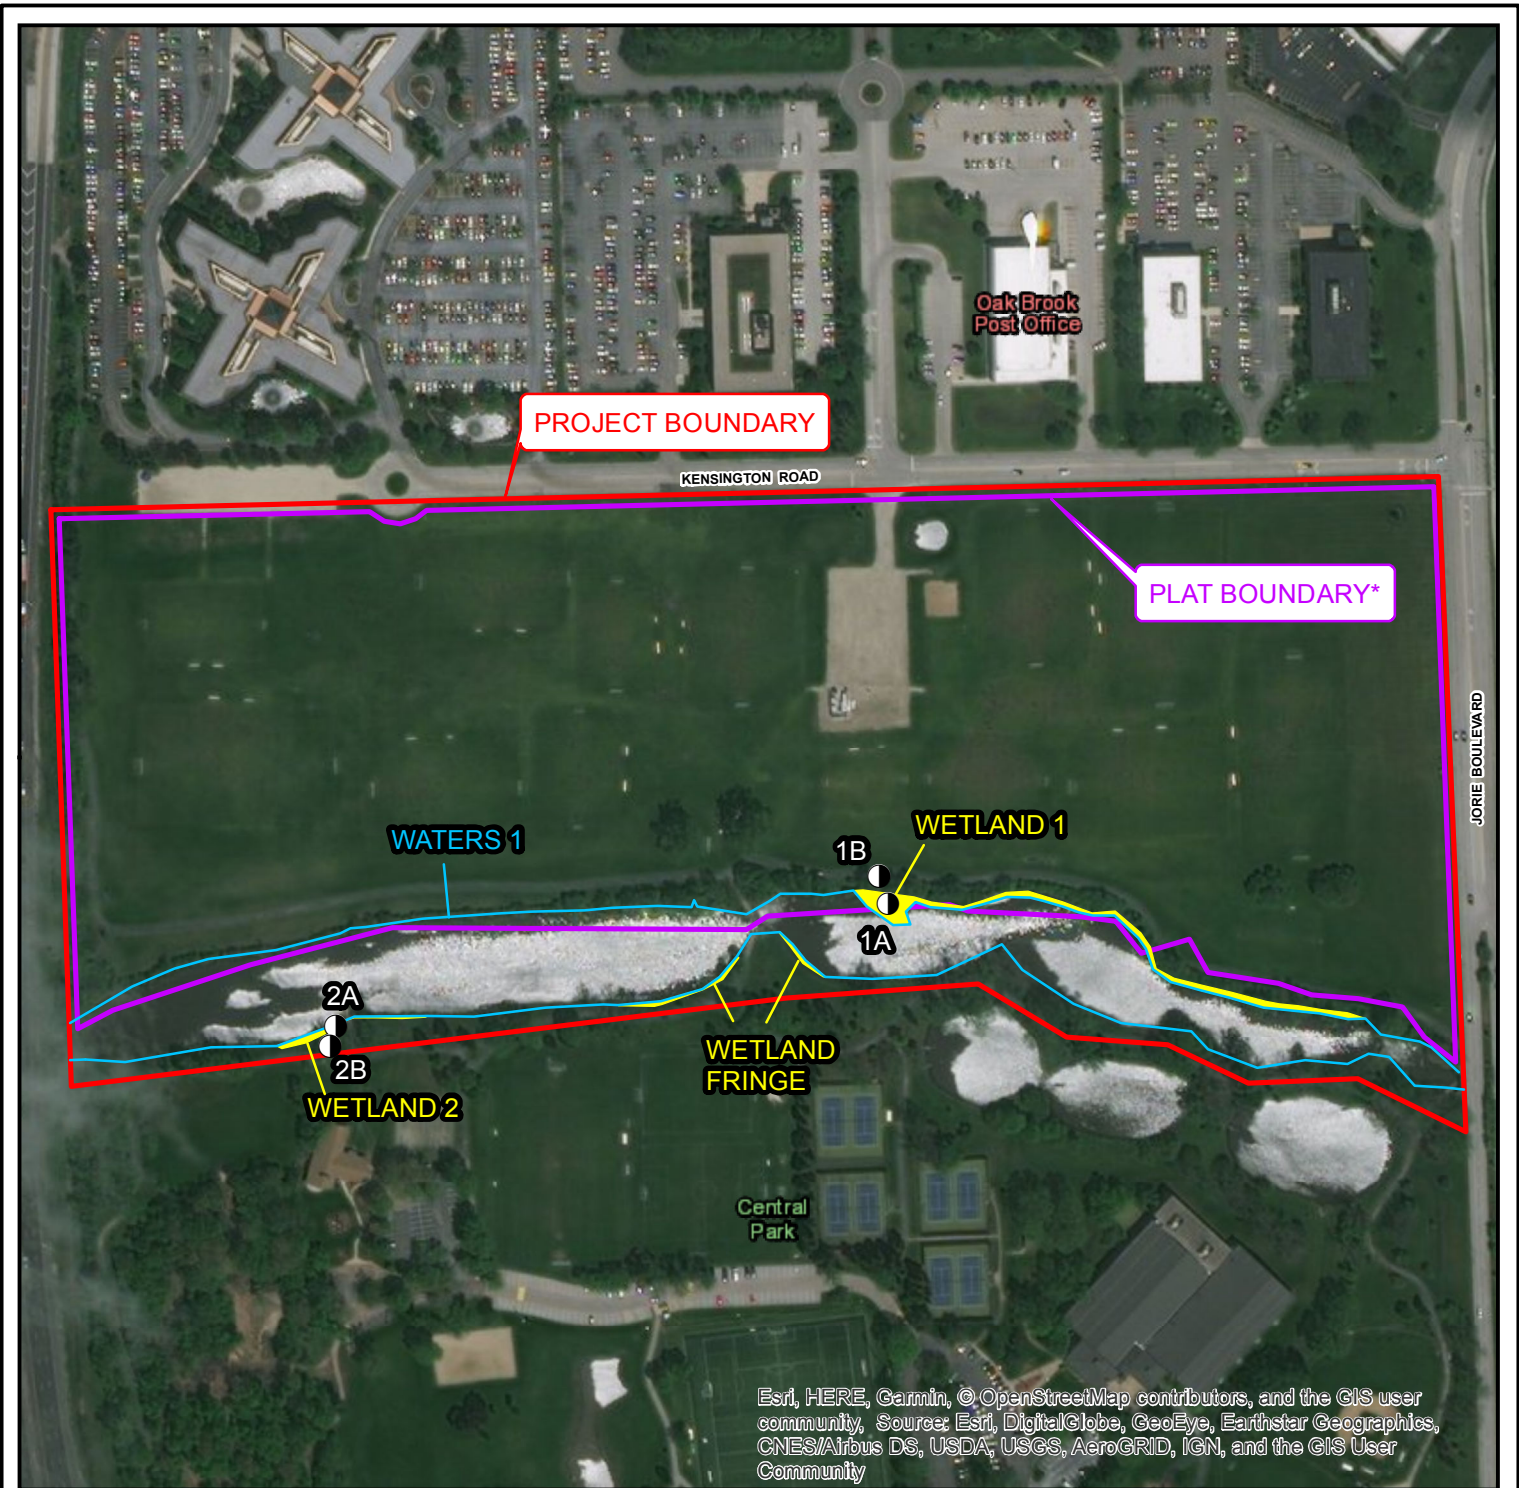 Oak Brook
Post Office
PROJECT BOUNDARY
KENSINGTON ROAD
PLAT BOUNDARY*
JORIE BOULEVARD
WATERS 1
1B
WETLAND 1
1A
2A
2B
WETLAND 2
WETLAND
FRINGE
Central
Park
Esri, HERE, Garmin, © OpenStreetMap contributors, and the GIS user
community, Source: Esri, DigitalGlobe, GeoEye, Earthstar Geographics,
CNES/Airbus DS, USDA, USGS, AeroGRID, IGN, and the GIS User
Community